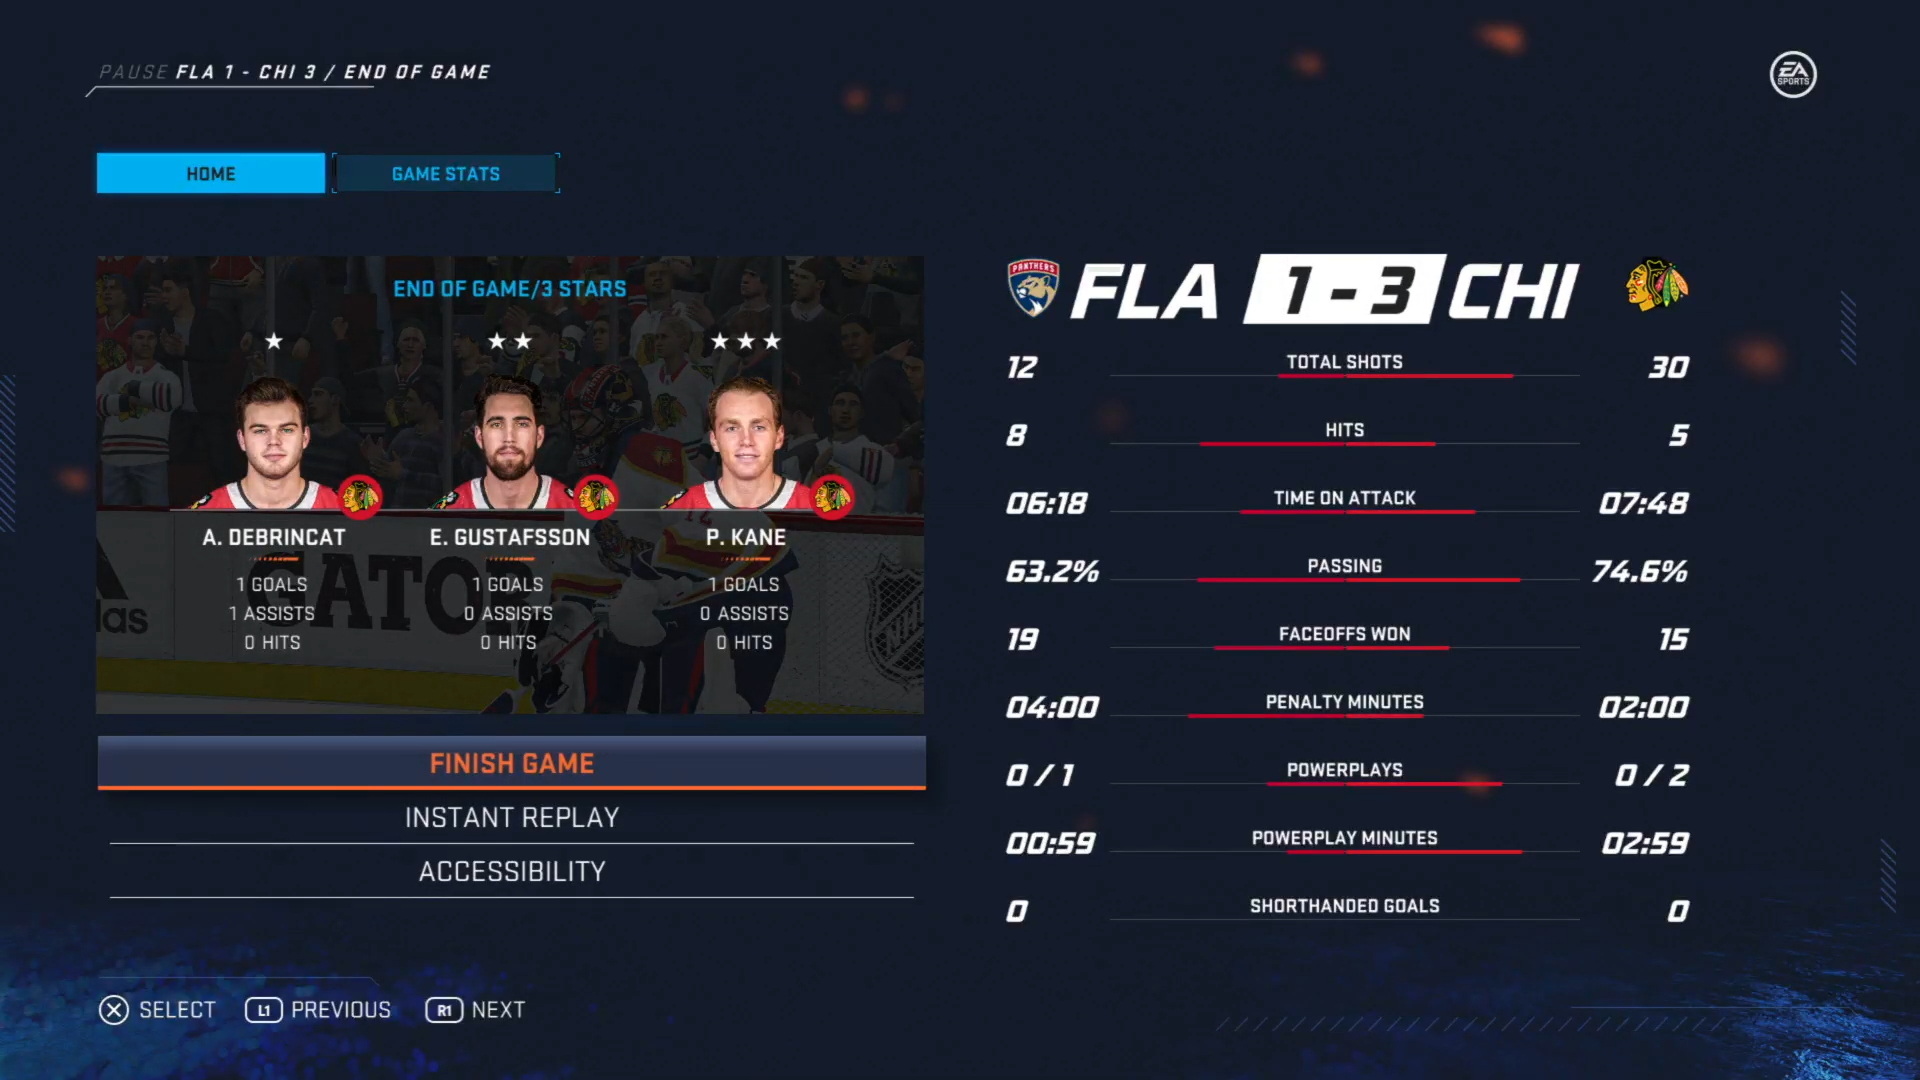 PAUSE FLA 1 - CHI 3 / END OF GAME
EA SPORTS
HOME
GAME STATS
END OF GAME/3 STARS
A. DEBRINCAT
1 GOALS
1 ASSISTS
0 HITS
E. GUSTAFSSON
1 GOALS
0 ASSISTS
0 HITS
P. KANE
1 GOALS
0 ASSISTS
0 HITS
das
GATOR
FINISH GAME
INSTANT REPLAY
ACCESSIBILITY
PANTHERS
FLA 1 - 3 CHI
12 TOTAL SHOTS 30
8 HITS 5
06:18 TIME ON ATTACK 07:48
63.2% PASSING 74.6%
19 FACEOFFS WON 15
04:00 PENALTY MINUTES 02:00
0 / 1 POWERPLAYS 0 / 2
00:59 POWERPLAY MINUTES 02:59
0 SHORTHANDED GOALS 0
SELECT
L1 PREVIOUS
R1 NEXT